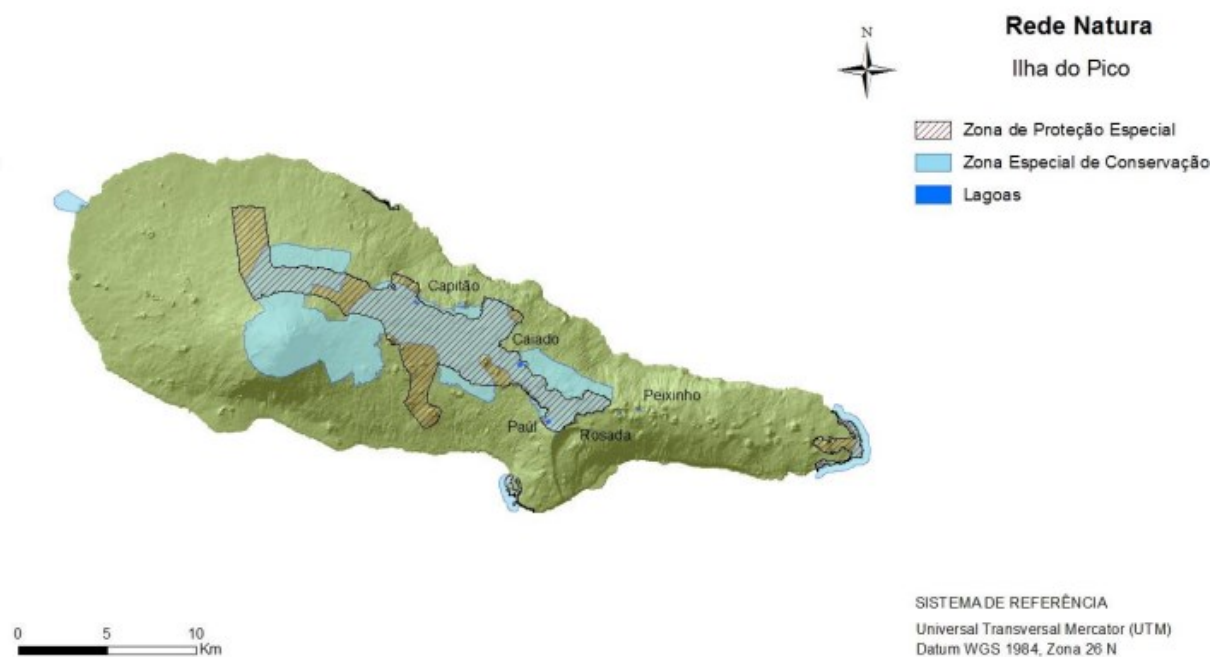 Rede Natura
Ilha do Pico
N
Zona de Proteção Especial
Zona Especial de Conservação
Lagoas
Capitão
Caiado
Peixinho
Paúl
Rosada
0 5 10
Km
SISTEMA DE REFERÊNCIA
Universal Transversal Mercator (UTM)
Datum WGS 1984, Zona 26 N